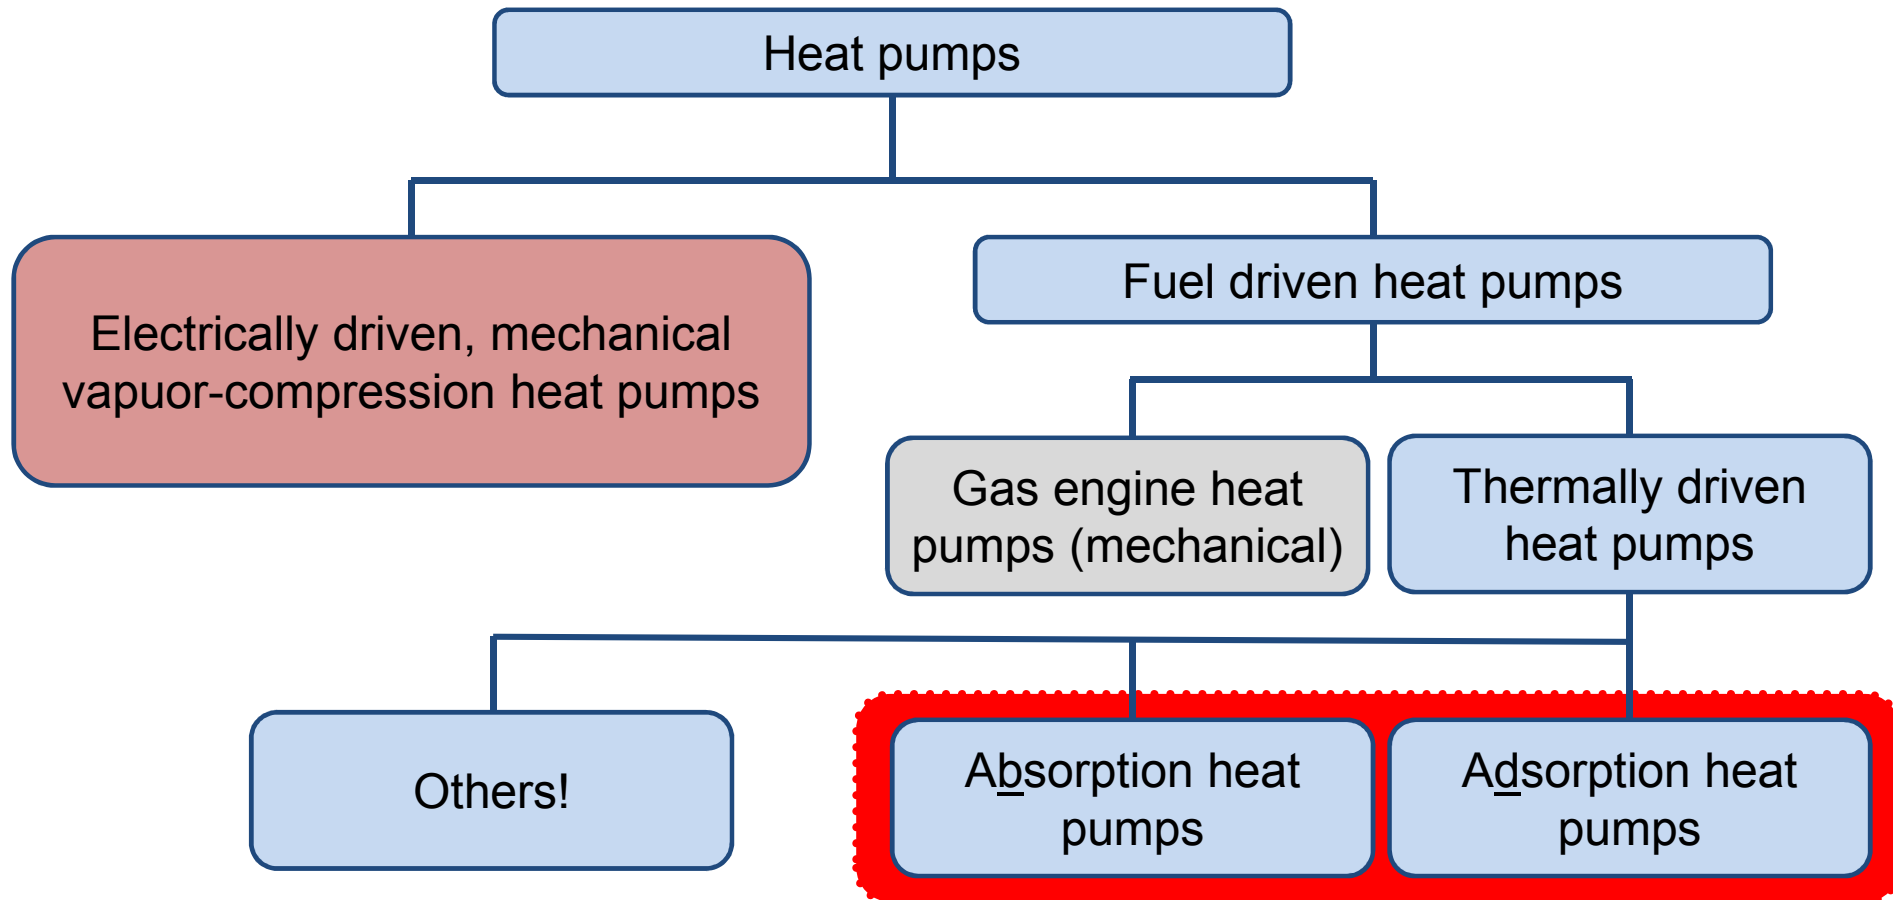 Heat pumps
Electrically driven, mechanical
vapuor-compression heat pumps
Fuel driven heat pumps
Gas engine heat
pumps (mechanical)
Thermally driven
heat pumps
Others!
Absorption heat
pumps
Adsorption heat
pumps